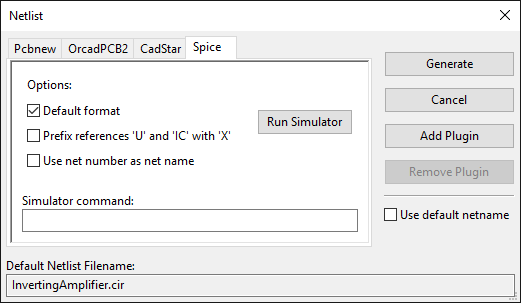 Netlist
Pcbnew OrcadPCB2 CadStar Spice
Generate
Options:
Default format
Cancel
Run Simulator
Prefix references 'U' and 'IC' with 'X'
Add Plugin
Use net number as net name
Remove Plugin
Simulator command:
Use default netname
Default Netlist Filename:
InvertingAmplifier.cir